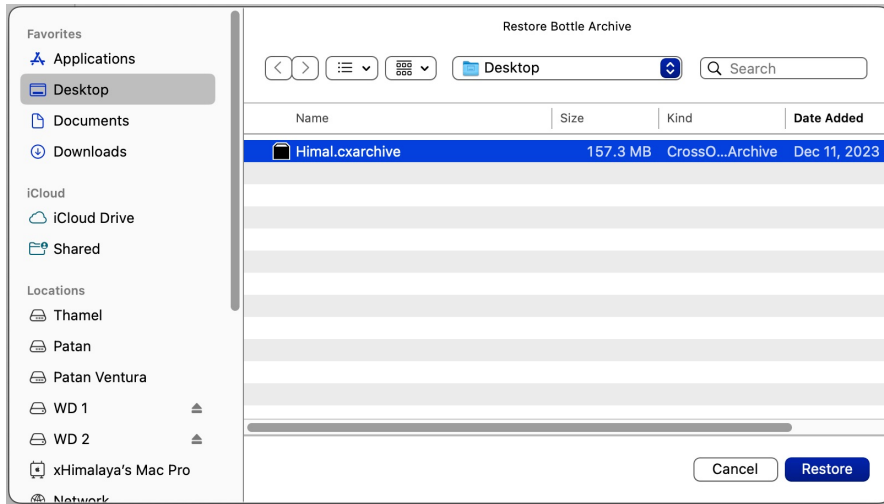 Restore Bottle Archive
Favorites
Applications
Desktop
Documents
Downloads
iCloud
iCloud Drive
Shared
Locations
Thamel
Patan
Patan Ventura
WD 1
WD 2
xHimalaya's Mac Pro
Network
Desktop
Search
Name Size Kind Date Added
Himal.cxarchive 157.3 MB CrossO...Archive Dec 11, 2023
Cancel Restore